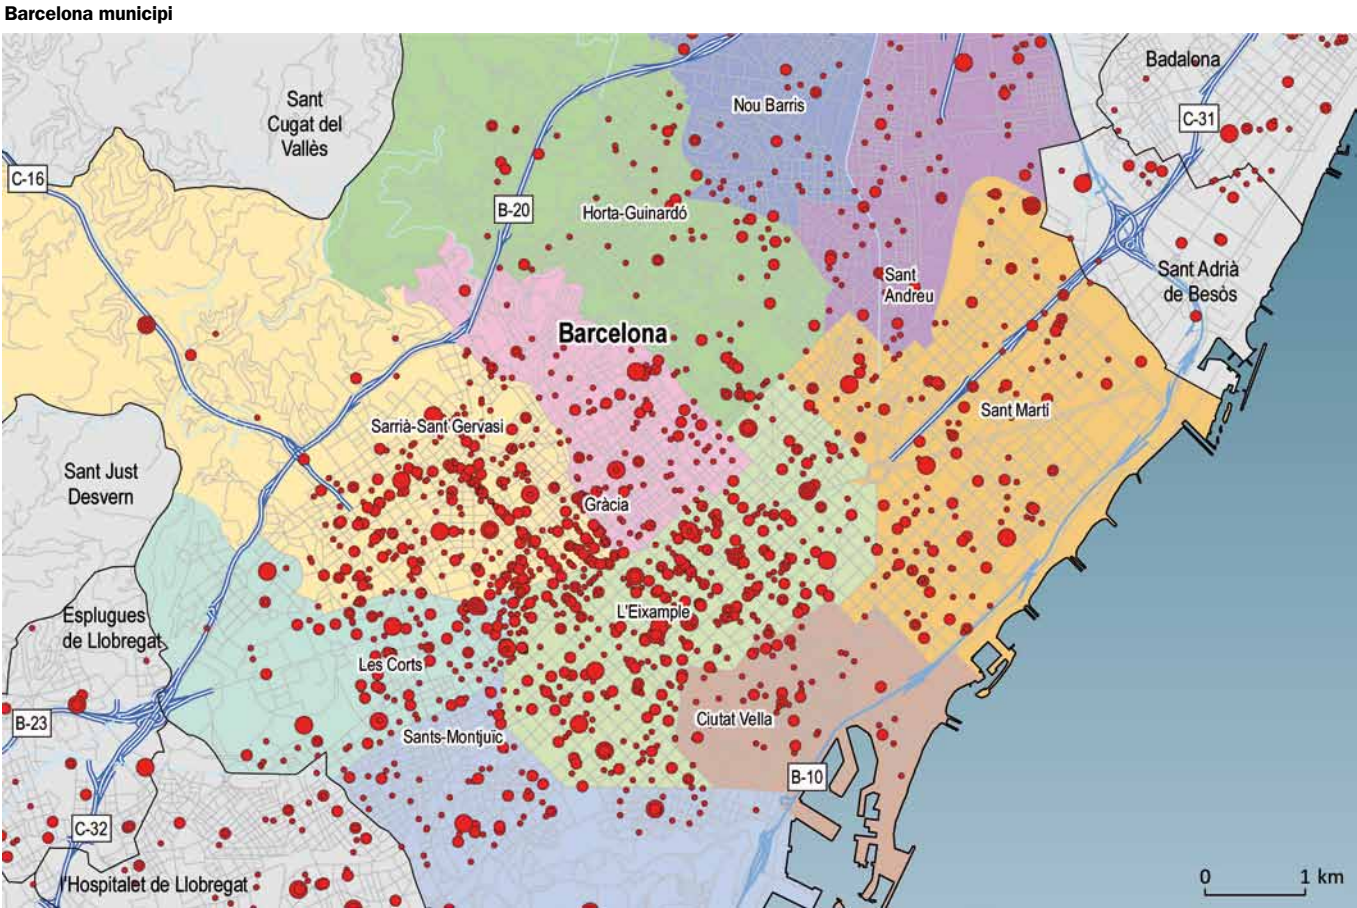 Barcelona municipi
Badalona
Sant
Cugat del
Vallès
Nou Barris
C-31
C-16
B-20
Horta-Guinardó
Sant
Andreu
Sant Adrià
de Besòs
Barcelona
Sarrià-Sant Gervasi
Sant Martí
Sant Just
Desvern
Gràcia
Esplugues
de Llobregat
L'Eixample
Les Corts
B-23
Sants-Montjuïc
Ciutat Vella
B-10
C-32
l'Hospitalet de Llobregat
0 1 km